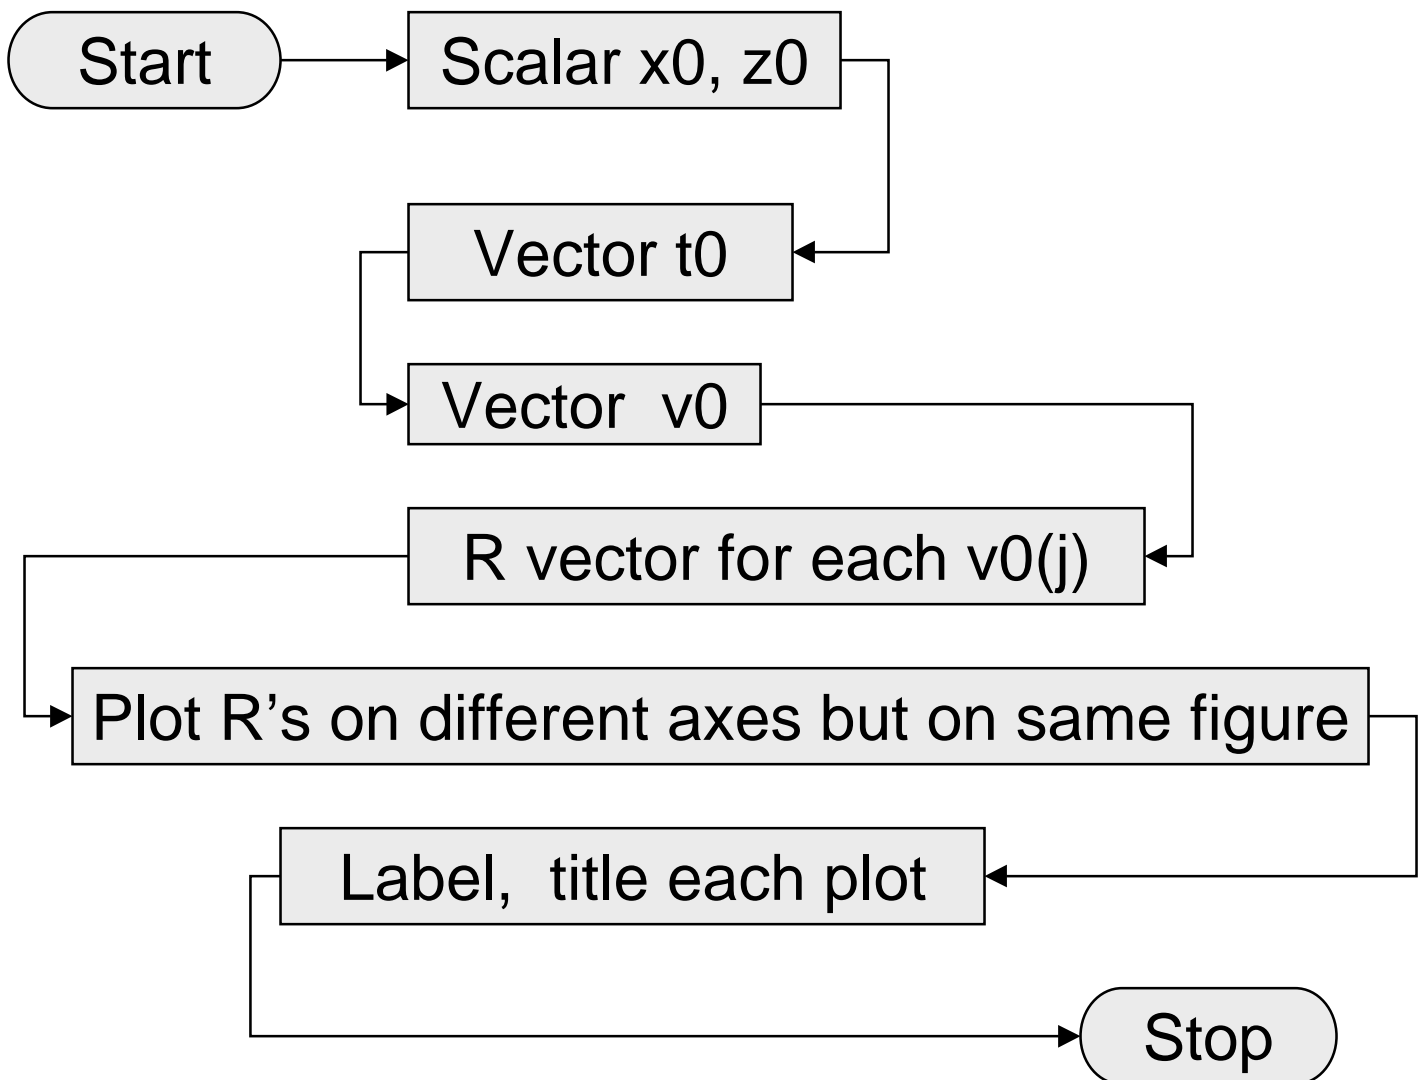 Start
Scalar x0, z0
Vector t0
Vector v0
R vector for each v0(j)
Plot R’s on different axes but on same figure
Label, title each plot
Stop